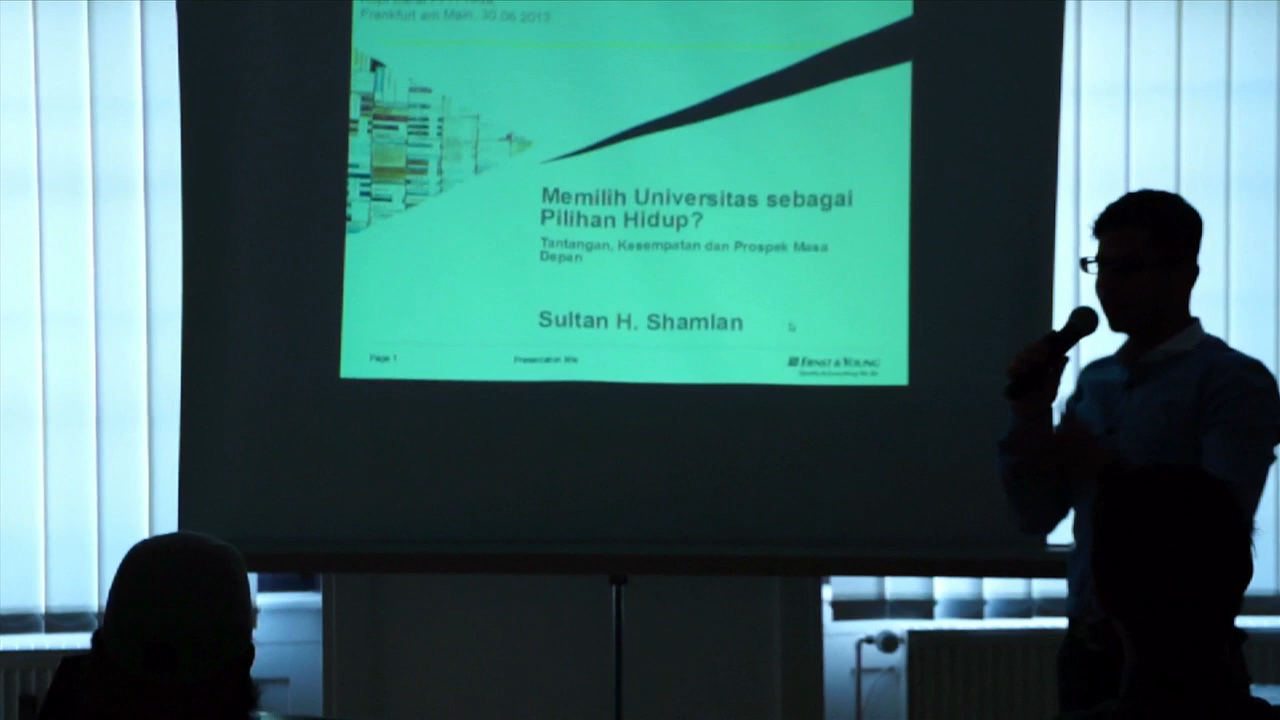 Frankfurt am Main, 30.06.2013
Memilih Universitas sebagai
Pilihan Hidup?
Tantangan, Kesempatan dan Prospek Masa
Depan
Sultan H. Shamlan
Page 1
Presentation title
ERNST & YOUNG